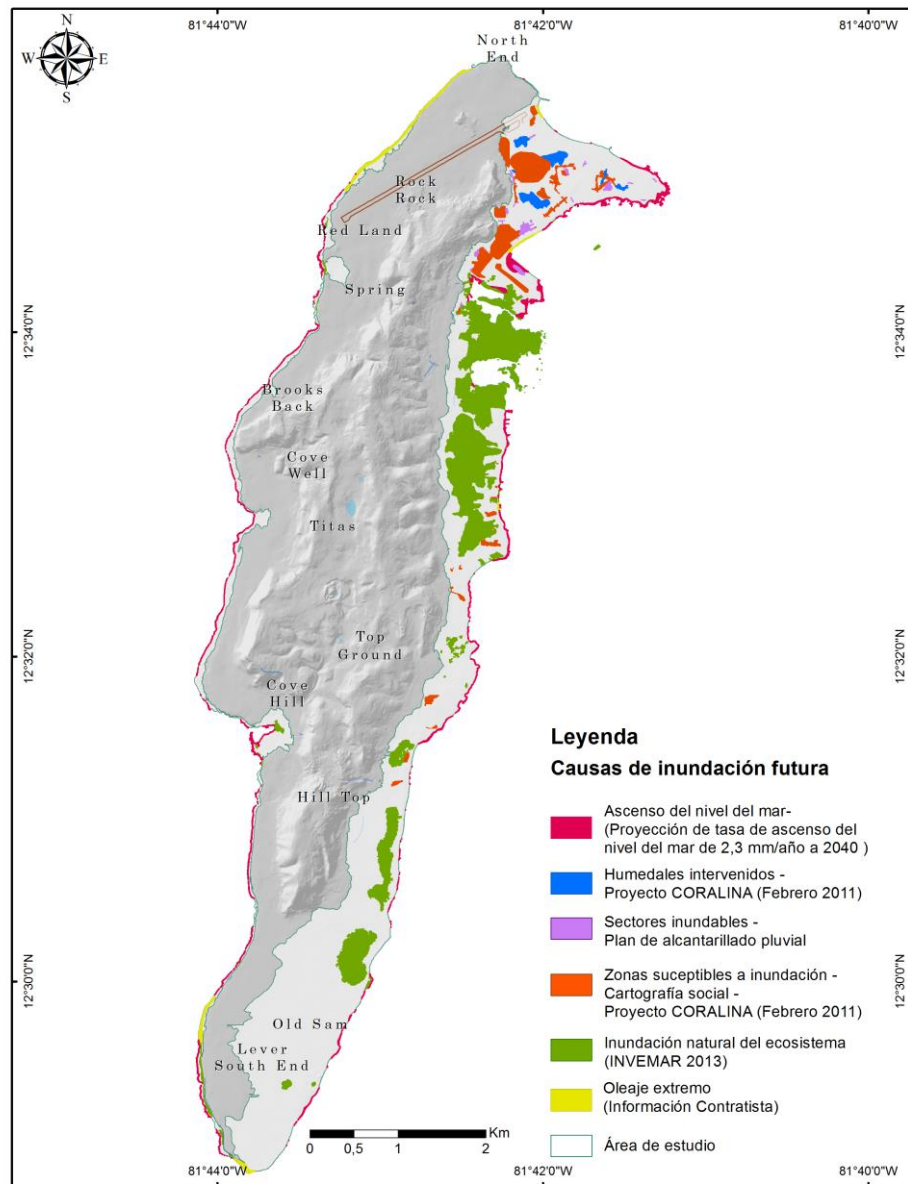 81°44'0"W
81°42'0"W
81°40'0"W
N
W
E
S
North
End
Rock
Rock
Red Land
Spring
12°34'0"N
12°34'0"N
Brooks
Back
Cove
Well
Titas
12°32'0"N
12°32'0"N
Top
Ground
Cove
Hill
Hill Top
12°30'0"N
12°30'0"N
Old Sam
Lever
South End
Leyenda
Causas de inundación futura
Ascenso del nivel del mar-
(Proyección de tasa de ascenso del
nivel del mar de 2,3 mm/año a 2040 )
Humedales intervenidos -
Proyecto CORALINA (Febrero 2011)
Sectores inundables -
Plan de alcantarillado pluvial
Zonas suceptibles a inundación -
Cartografía social -
Proyecto CORALINA (Febrero 2011)
Inundación natural del ecosistema
(INVEMAR 2013)
Oleaje extremo
(Información Contratista)
Área de estudio
Km
0 0,5 1 2
81°44'0"W
81°42'0"W
81°40'0"W